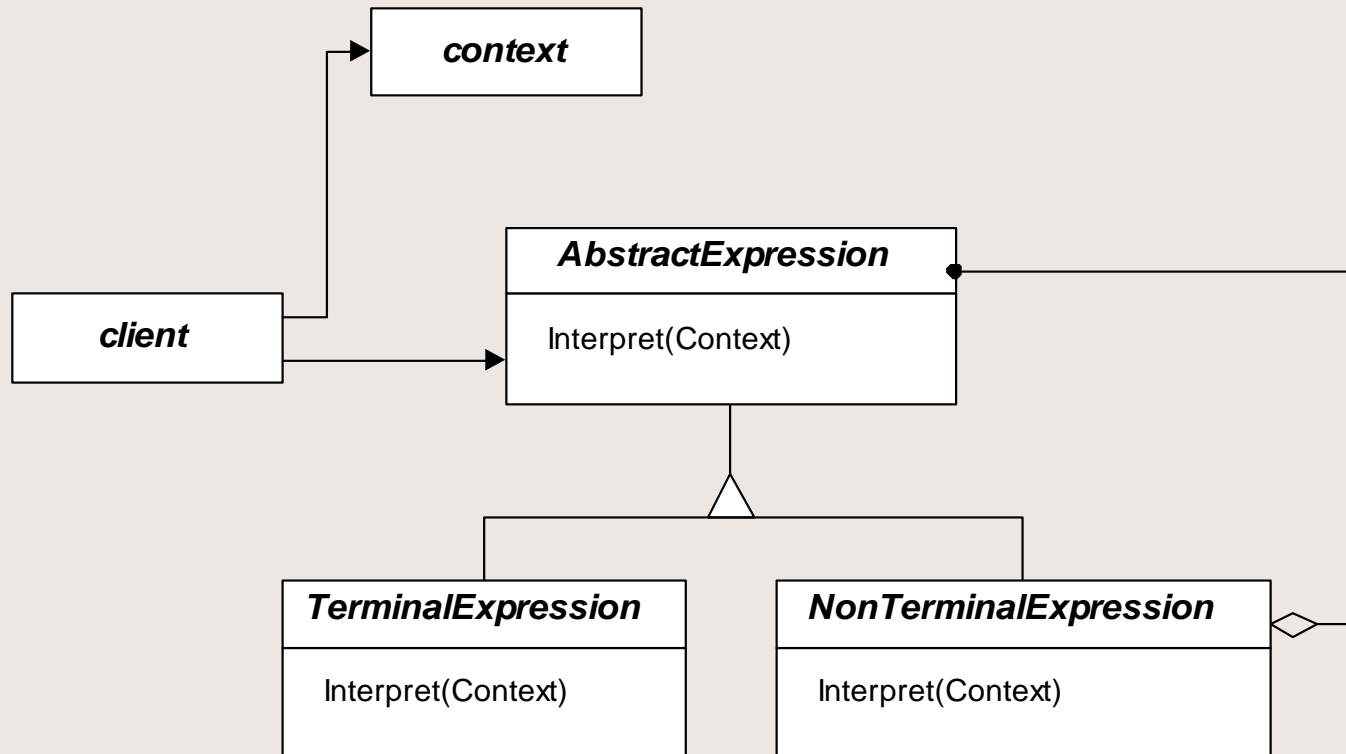 context
AbstractExpression
client
Interpret(Context)
TerminalExpression
NonTerminalExpression
Interpret(Context)
Interpret(Context)